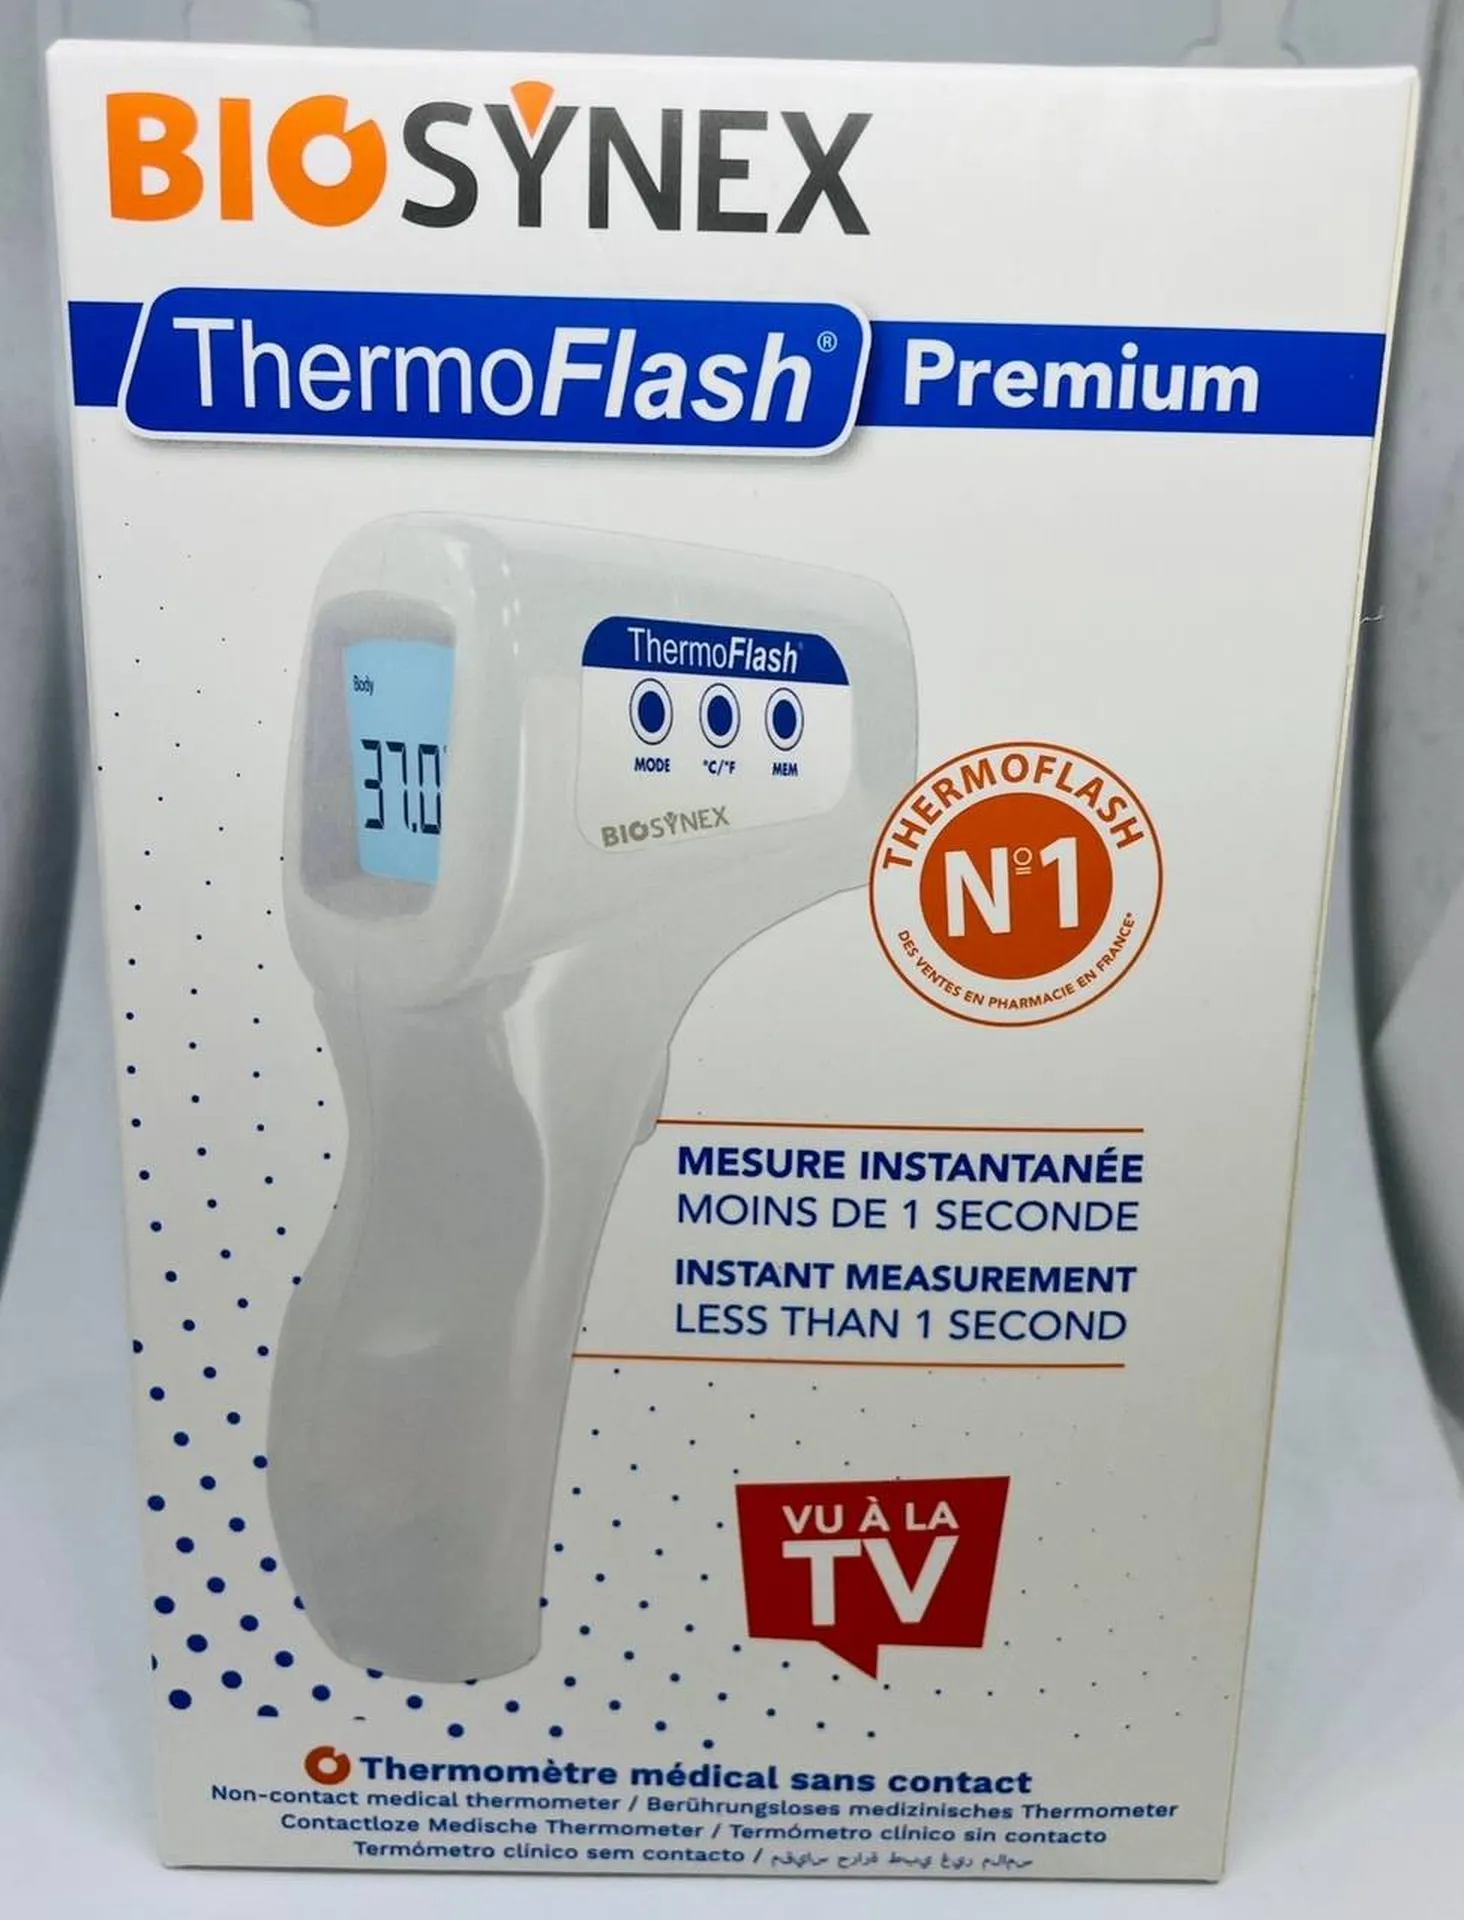 BIOSYNEX
ThermoFlash® Premium
Body
37.0°
ThermoFlash®
MODE °C/°F MEM
BIOSYNEX
THERMOFLASH
Nº1
DES VENTES EN PHARMACIE EN FRANCE*
MESURE INSTANTANÉE
MOINS DE 1 SECONDE
INSTANT MEASUREMENT
LESS THAN 1 SECOND
VU À LA
TV
Thermomètre médical sans contact
Non-contact medical thermometer / Berührungsloses medizinisches Thermometer
Contactloze Medische Thermometer / Termómetro clínico sin contacto
Termómetro clínico sem contacto /